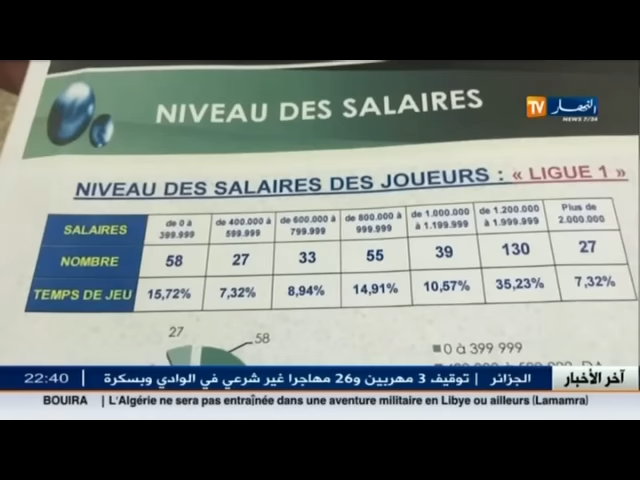 NIVEAU DES SALAIRES
TV النهار
NEWS 7/24
NIVEAU DES SALAIRES DES JOUEURS : « LIGUE 1 »
SALAIRES de 0 à 399.999 de 400.000 à 599.999 de 600.000 à 799.999 de 800.000 à 999.999 de 1.000.000 à 1.199.999 de 1.200.000 à 1.999.999 Plus de 2.000.000
NOMBRE 58 27 33 55 39 130 27
TEMPS DE JEU 15,72% 7,32% 8,94% 14,91% 10,57% 35,23% 7,32%
27
58
0 à 399 999
22:40
الجزائر | توقيف 3 مهربين و26 مهاجرا غير شرعي في الوادي وبسكرة
آخر الأخبار
BOUIRA | L'Algérie ne sera pas entraînée dans une aventure militaire en Libye ou ailleurs (Lamamra)